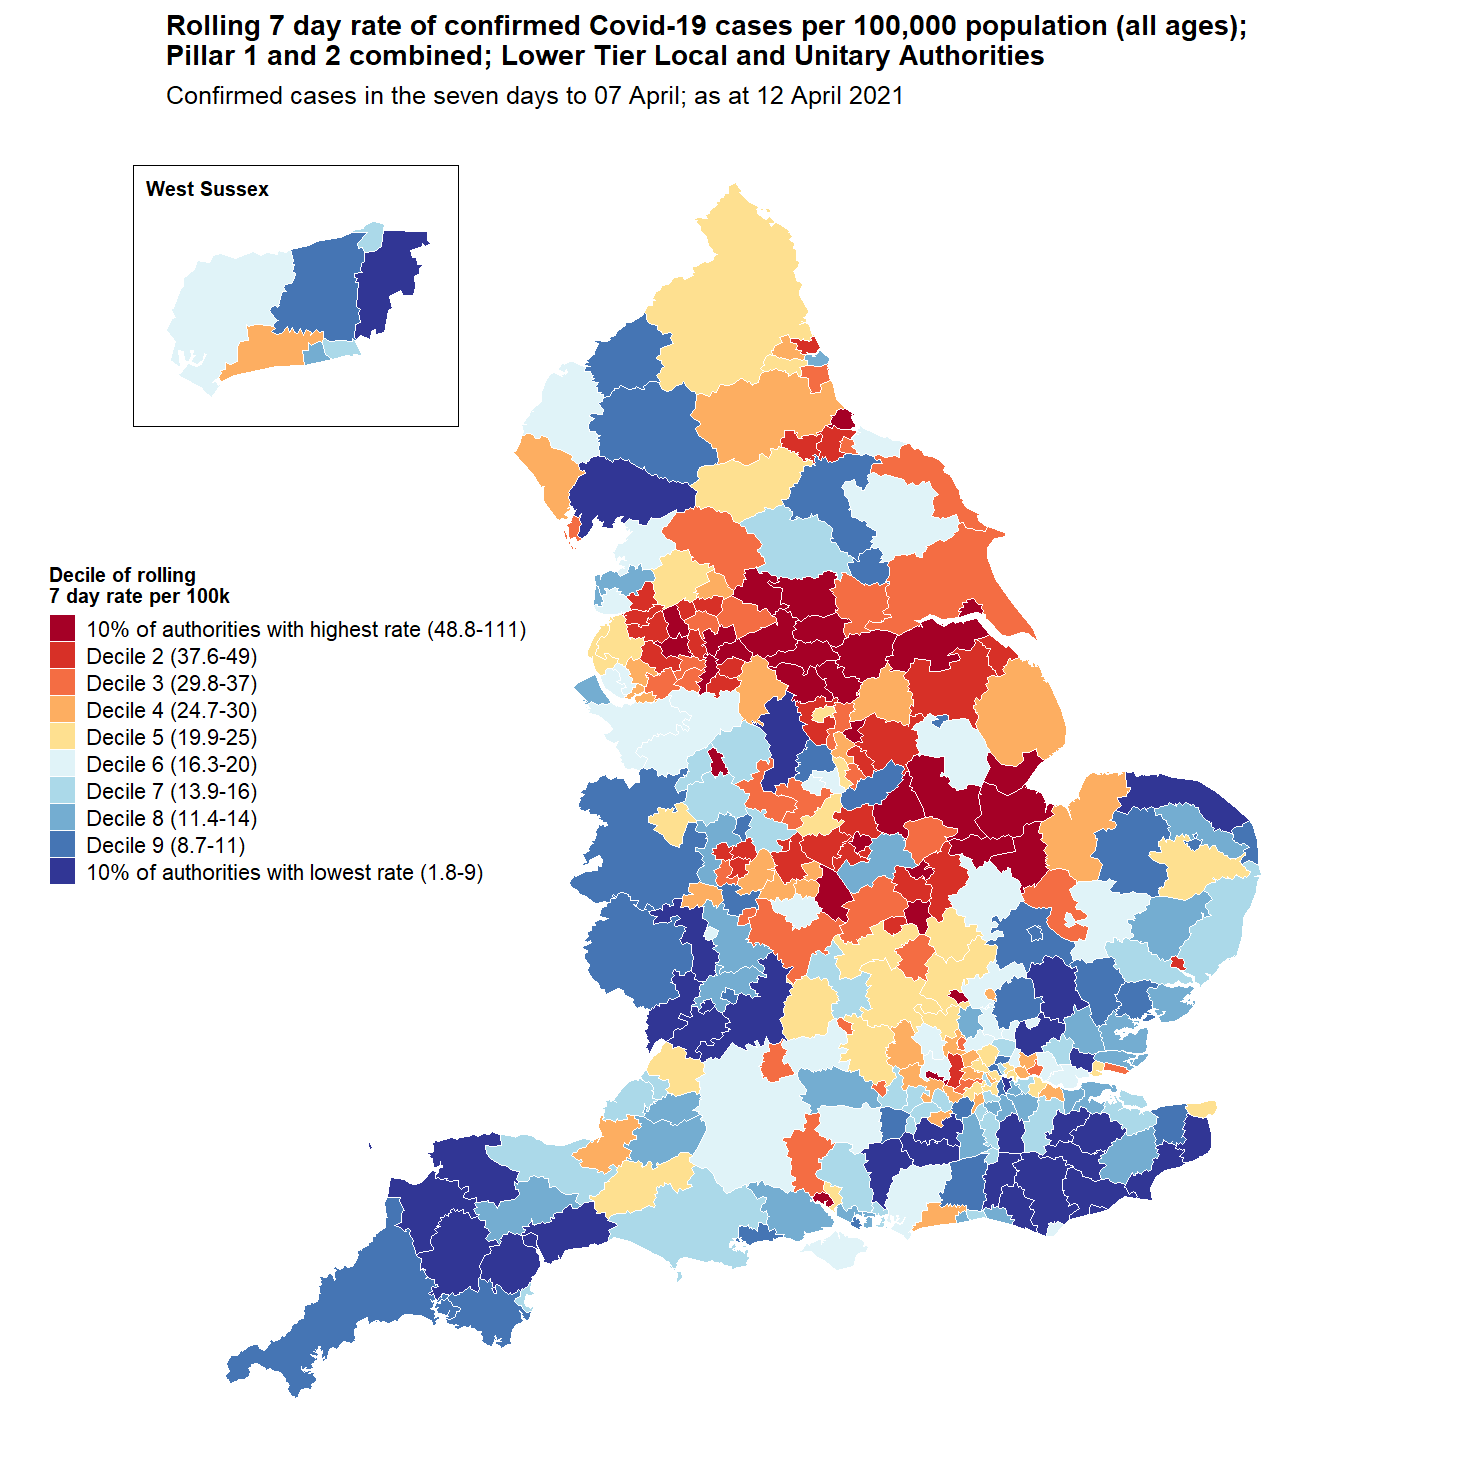 Rolling 7 day rate of confirmed Covid-19 cases per 100,000 population (all ages);
Pillar 1 and 2 combined; Lower Tier Local and Unitary Authorities
Confirmed cases in the seven days to 07 April; as at 12 April 2021
West Sussex
Decile of rolling
7 day rate per 100k
10% of authorities with highest rate (48.8-111)
Decile 2 (37.6-49)
Decile 3 (29.8-37)
Decile 4 (24.7-30)
Decile 5 (19.9-25)
Decile 6 (16.3-20)
Decile 7 (13.9-16)
Decile 8 (11.4-14)
Decile 9 (8.7-11)
10% of authorities with lowest rate (1.8-9)